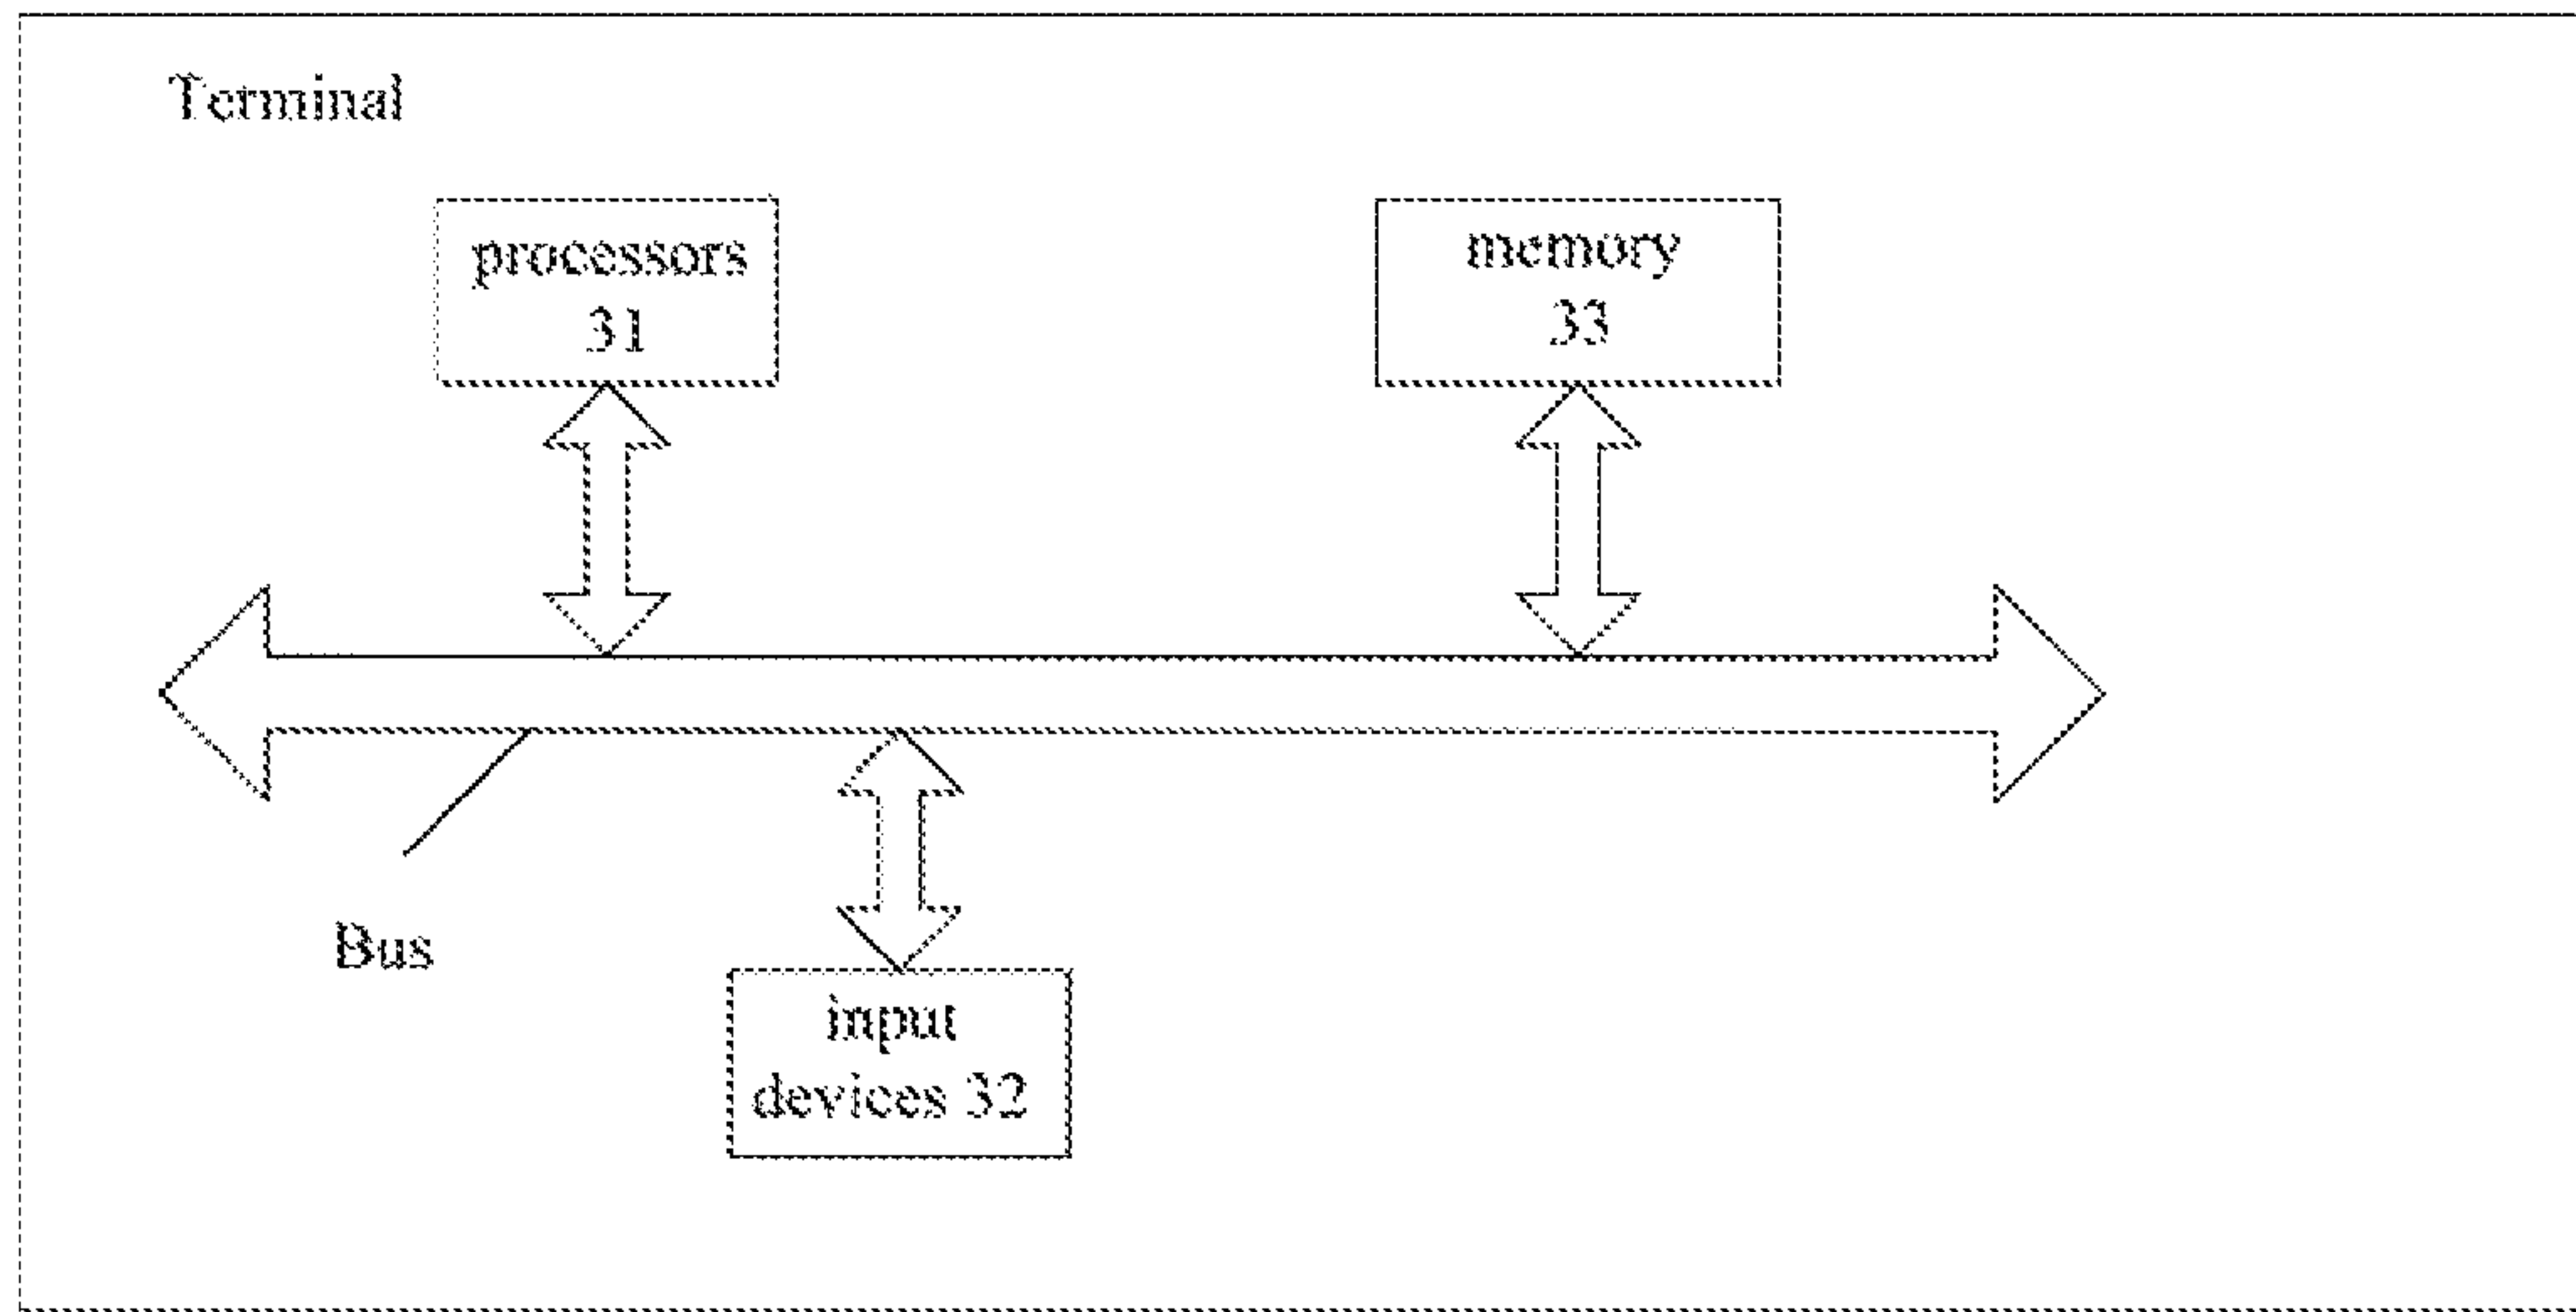 Terminal
processors
31
memory
33
Bus
input
devices 32